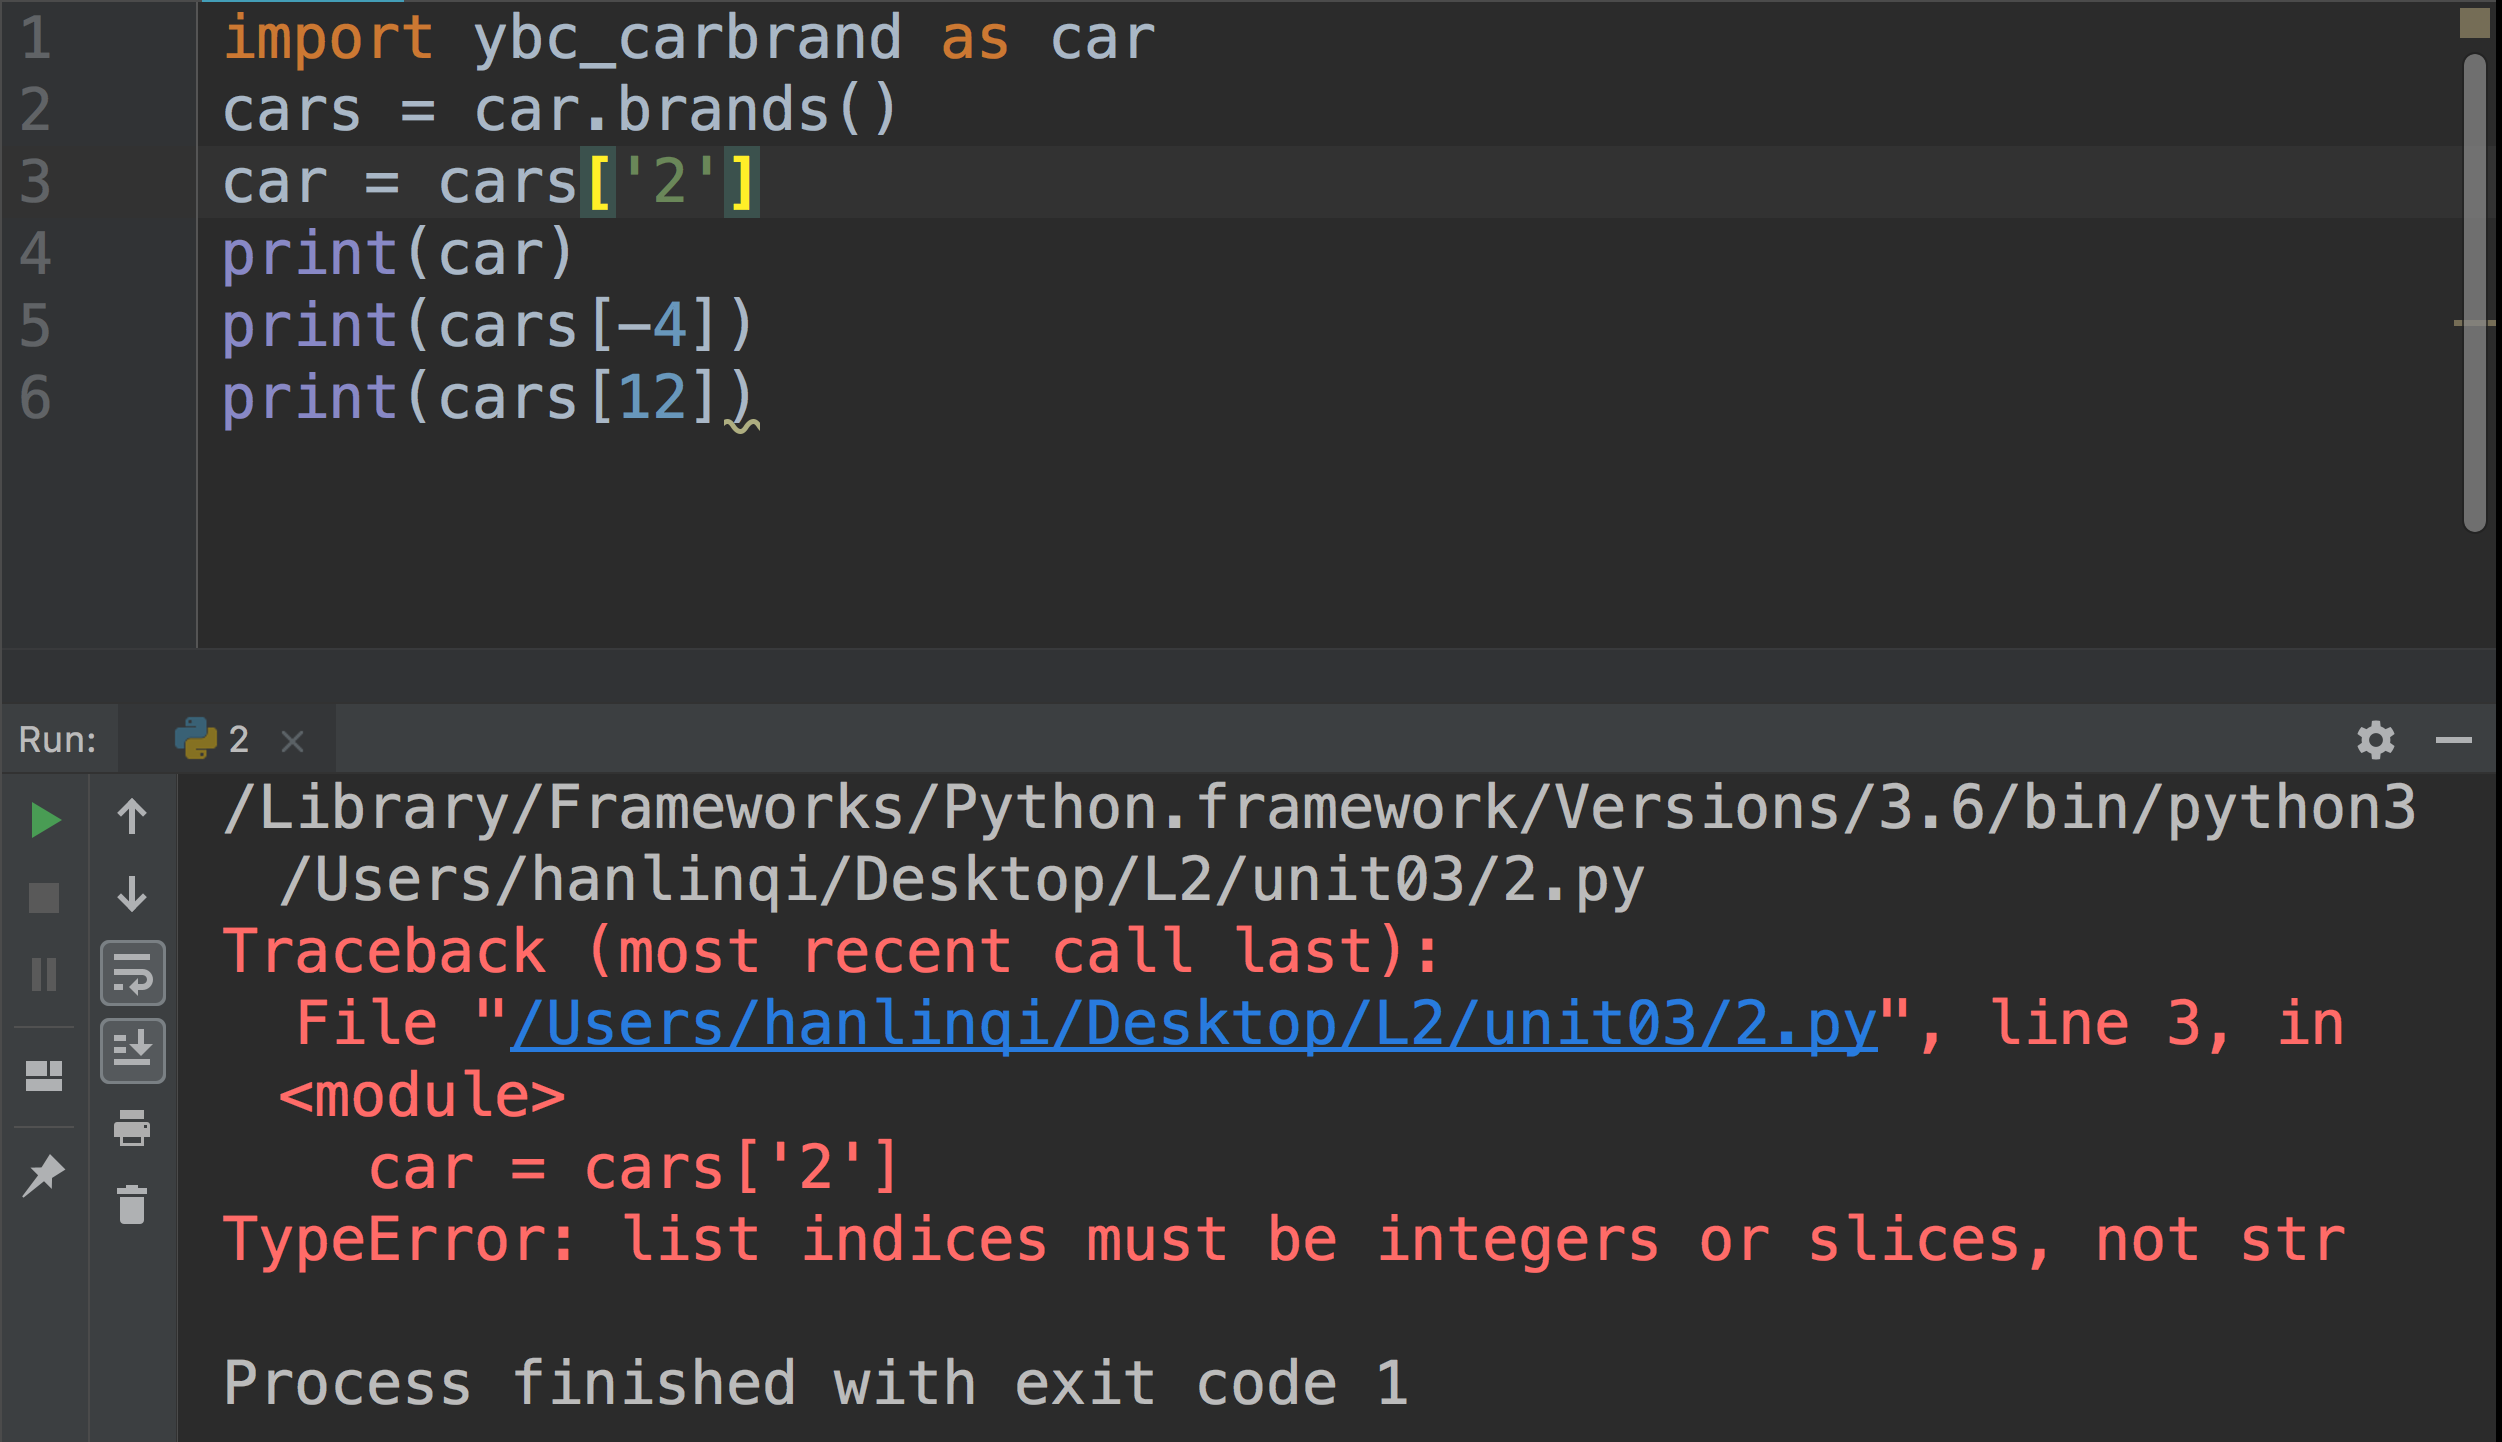 1 import ybc_carbrand as car
2 cars = car.brands()
3 car = cars['2']
4 print(car)
5 print(cars[-4])
6 print(cars[12])
Run: 2
/Library/Frameworks/Python.framework/Versions/3.6/bin/python3
/Users/hanlinqi/Desktop/L2/unit03/2.py
Traceback (most recent call last):
File "/Users/hanlinqi/Desktop/L2/unit03/2.py", line 3, in
<module>
car = cars['2']
TypeError: list indices must be integers or slices, not str
Process finished with exit code 1